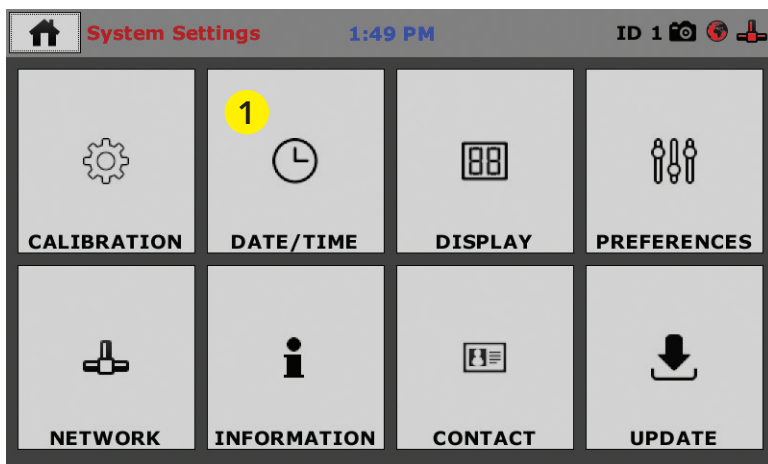 System Settings 1:49 PM ID 1
1
CALIBRATION DATE/TIME DISPLAY PREFERENCES
NETWORK INFORMATION CONTACT UPDATE